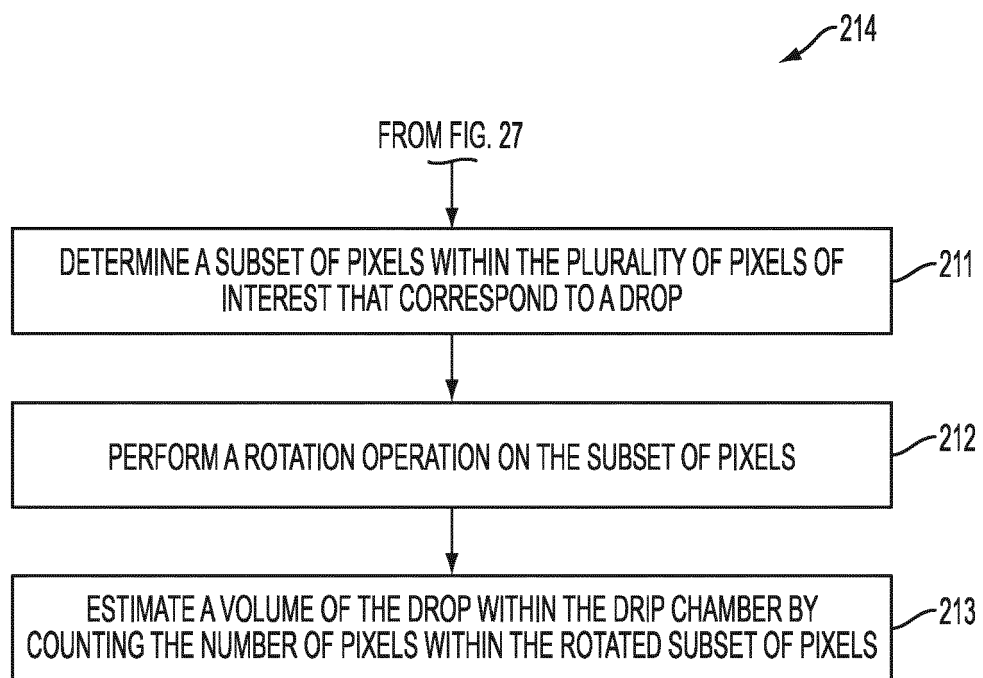 214
FROM FIG. 27
DETERMINE A SUBSET OF PIXELS WITHIN THE PLURALITY OF PIXELS OF
INTEREST THAT CORRESPOND TO A DROP
211
PERFORM A ROTATION OPERATION ON THE SUBSET OF PIXELS
212
ESTIMATE A VOLUME OF THE DROP WITHIN THE DRIP CHAMBER BY
COUNTING THE NUMBER OF PIXELS WITHIN THE ROTATED SUBSET OF PIXELS
213